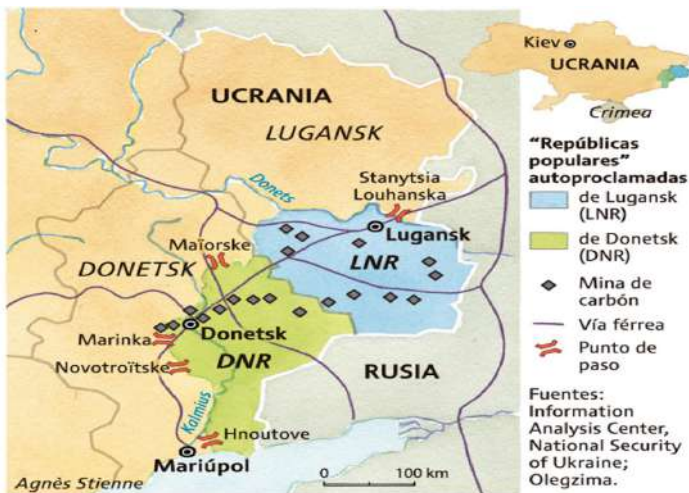 UCRANIA
LUGANSK
Donets
Stanytsia
Louhanska
Lugansk
LNR
Maïorske
DONETSK
Marinka
Donetsk
DNR
Novotroïtske
Kalmius
RUSIA
Hnoutove
Mariúpol
Agnès Stienne
0 100 km
Kiev
UCRANIA
Crimea
"Repúblicas
populares"
autoproclamadas
de Lugansk
(LNR)
de Donetsk
(DNR)
Mina de
carbón
Vía férrea
Punto de
paso
Fuentes:
Information
Analysis Center,
National Security
of Ukraine;
Olegzima.